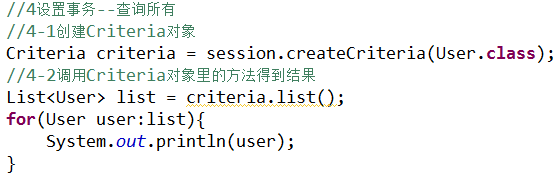 //4设置事务--查询所有
//4-1创建Criteria对象
Criteria criteria = session.createCriteria(User.class);
//4-2调用Criteria对象里的方法得到结果
List<User> list = criteria.list();
for(User user:list){
    System.out.println(user);
}